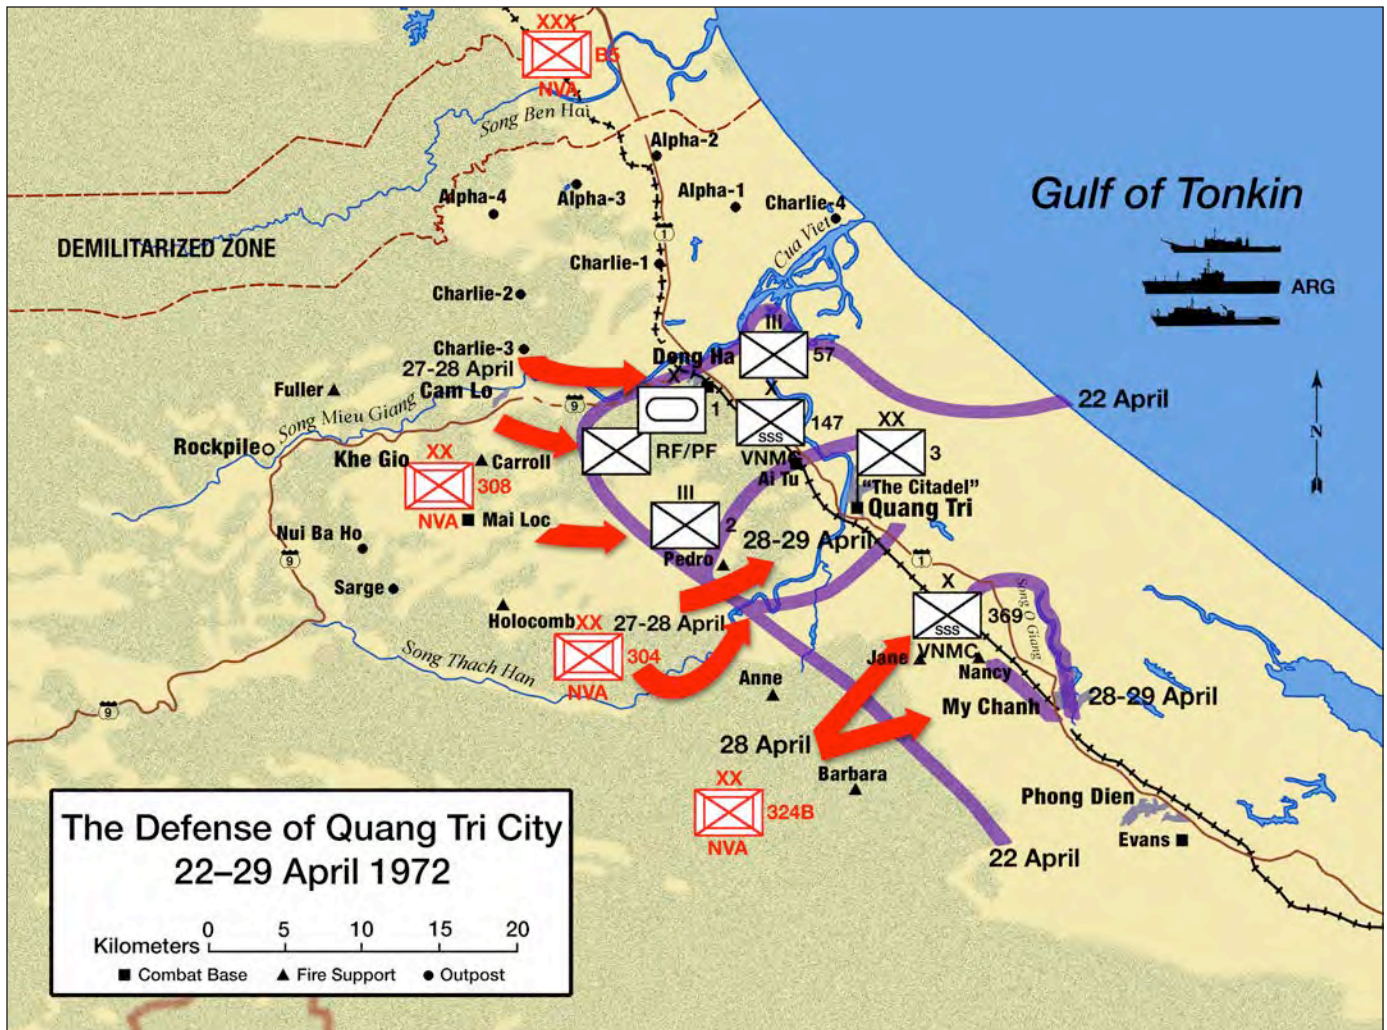 XXX
B5
NVA
Song Ben Hai
Alpha-2
Alpha-4
Alpha-3
Alpha-1
Charlie-4
Gulf of Tonkin
DEMILITARIZED ZONE
1
Cua Viet
Charlie-1
ARG
Charlie-2
III
57
Charlie-3
Dong Ha
27-28 April
Fuller
Cam Lo
X
1
9
X
147
SSS
VNMC
22 April
Song Mieu Giang
XX
3
Rockpile
RF/PF
Khe Gio
XX
308
NVA
Carroll
Ai Tu
"The Citadel"
Quang Tri
III
2
Mai Loc
Nui Ba Ho
28-29 April
9
Pedro
1
Sarge
X
369
SSS
VNMC
Song O Giang
Holocomb
XX
304
NVA
27-28 April
Song Thach Han
Jane
Nancy
Anne
My Chanh
28-29 April
9
28 April
Barbara
XX
324B
NVA
Phong Dien
Evans
22 April
The Defense of Quang Tri City
22–29 April 1972
0 5 10 15 20
Kilometers
Combat Base Fire Support Outpost
N